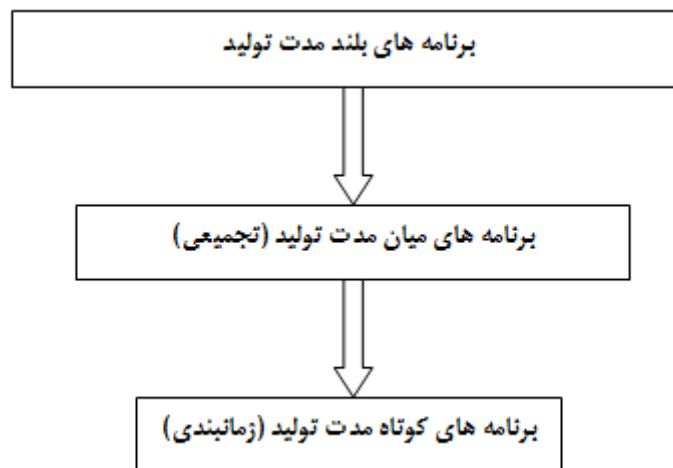 برنامه های بلند مدت تولید
برنامه های میان مدت تولید (تجمیعی)
برنامه های کوتاه مدت تولید (زمانبندی)